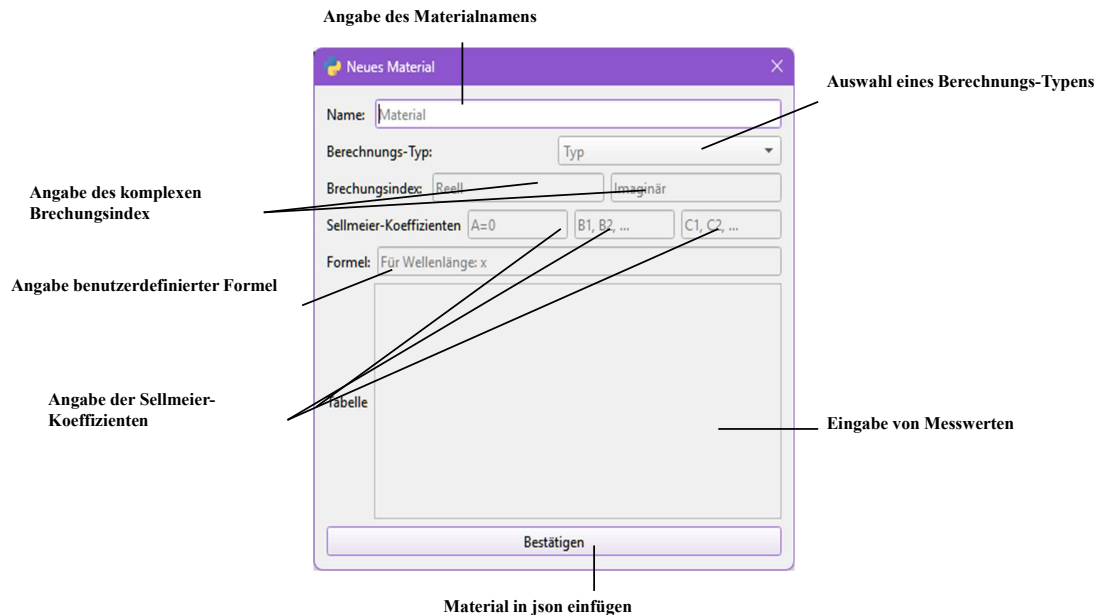 Angabe des Materialnamens
Neues Material
Auswahl eines Berechnungs-Typens
Name: Material
Berechnungs-Typ: Typ
Angabe des komplexen
Brechungsindex
Brechungsindex: Reell Imaginär
Sellmeier-Koeffizienten A=0 B1, B2, ... C1, C2, ...
Formel: Für Wellenlänge: x
Angabe benutzerdefinierter Formel
Angabe der Sellmeier-
Koeffizienten
Tabelle
Eingabe von Messwerten
Bestätigen
Material in json einfügen